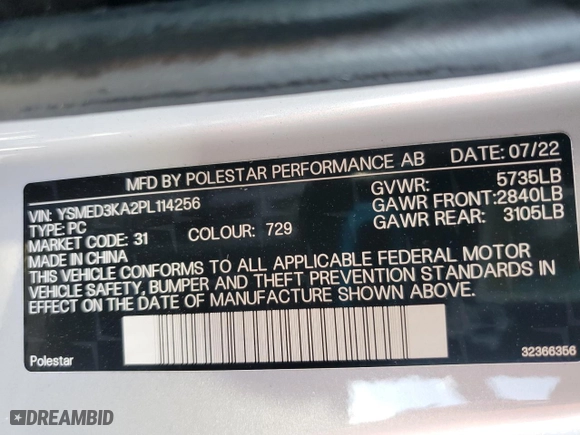 MFD BY POLESTAR PERFORMANCE AB DATE: 07/22
VIN: YSMED3KA2PL114256 GVWR: 5735LB
TYPE: PC GAWR FRONT:2840LB
MARKET CODE: 31 COLOUR: 729 GAWR REAR: 3105LB
MADE IN CHINA
THIS VEHICLE CONFORMS TO ALL APPLICABLE FEDERAL MOTOR
VEHICLE SAFETY, BUMPER AND THEFT PREVENTION STANDARDS IN
EFFECT ON THE DATE OF MANUFACTURE SHOWN ABOVE.
Polestar 32366356
DREAMBID